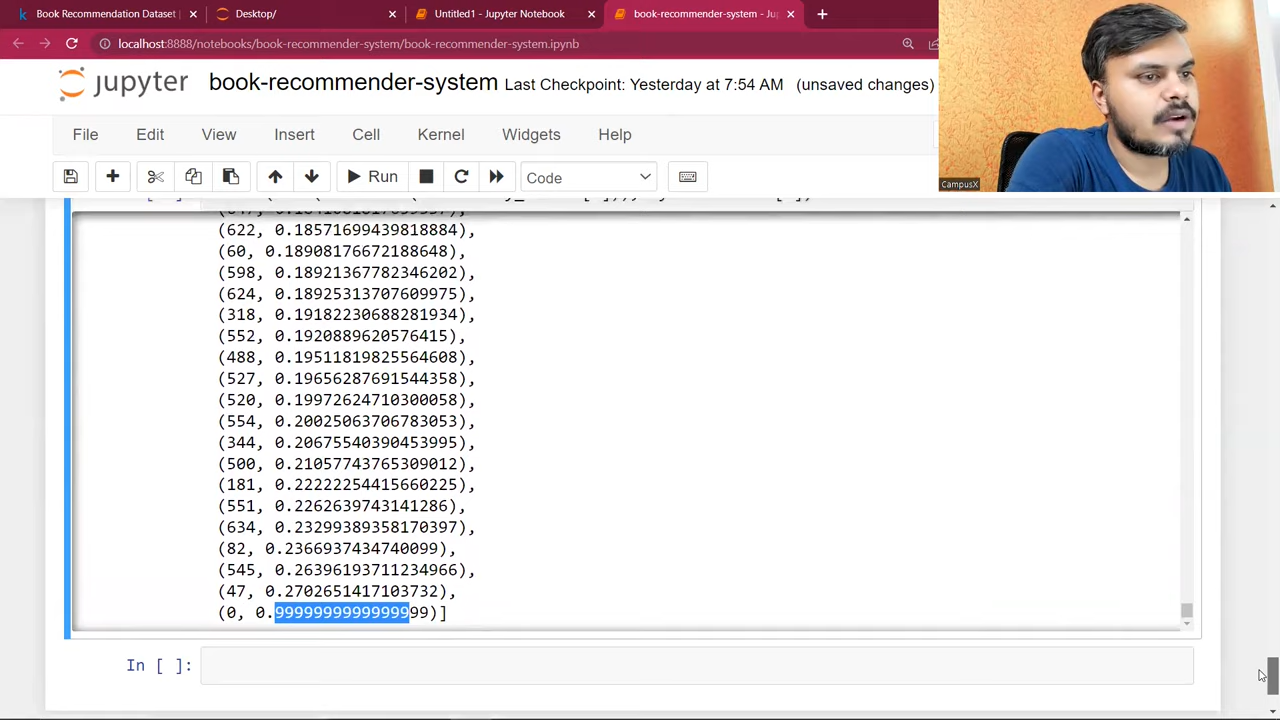 Book Recommendation Dataset
Desktop/
Untitled1 - Jupyter Notebook
book-recommender-system - Ju
localhost:8888/notebooks/book-recommender-system/book-recommender-system.ipynb
jupyter
book-recommender-system Last Checkpoint: Yesterday at 7:54 AM (unsaved changes)
File Edit View Insert Cell Kernel Widgets Help
Run
Code
CampusX
(622, 0.18571699439818884),
(60, 0.18908176672188648),
(598, 0.18921367782346202),
(624, 0.18925313707609975),
(318, 0.19182230688281934),
(552, 0.1920889620576415),
(488, 0.19511819825564608),
(527, 0.19656287691544358),
(520, 0.19972624710300058),
(554, 0.20025063706783053),
(344, 0.20675540390453995),
(500, 0.21057743765309012),
(181, 0.22222254415660225),
(551, 0.2262639743141286),
(634, 0.23299389358170397),
(82, 0.2366937434740099),
(545, 0.26396193711234966),
(47, 0.2702651417103732),
(0, 0.9999999999999999)]
In [ ]: